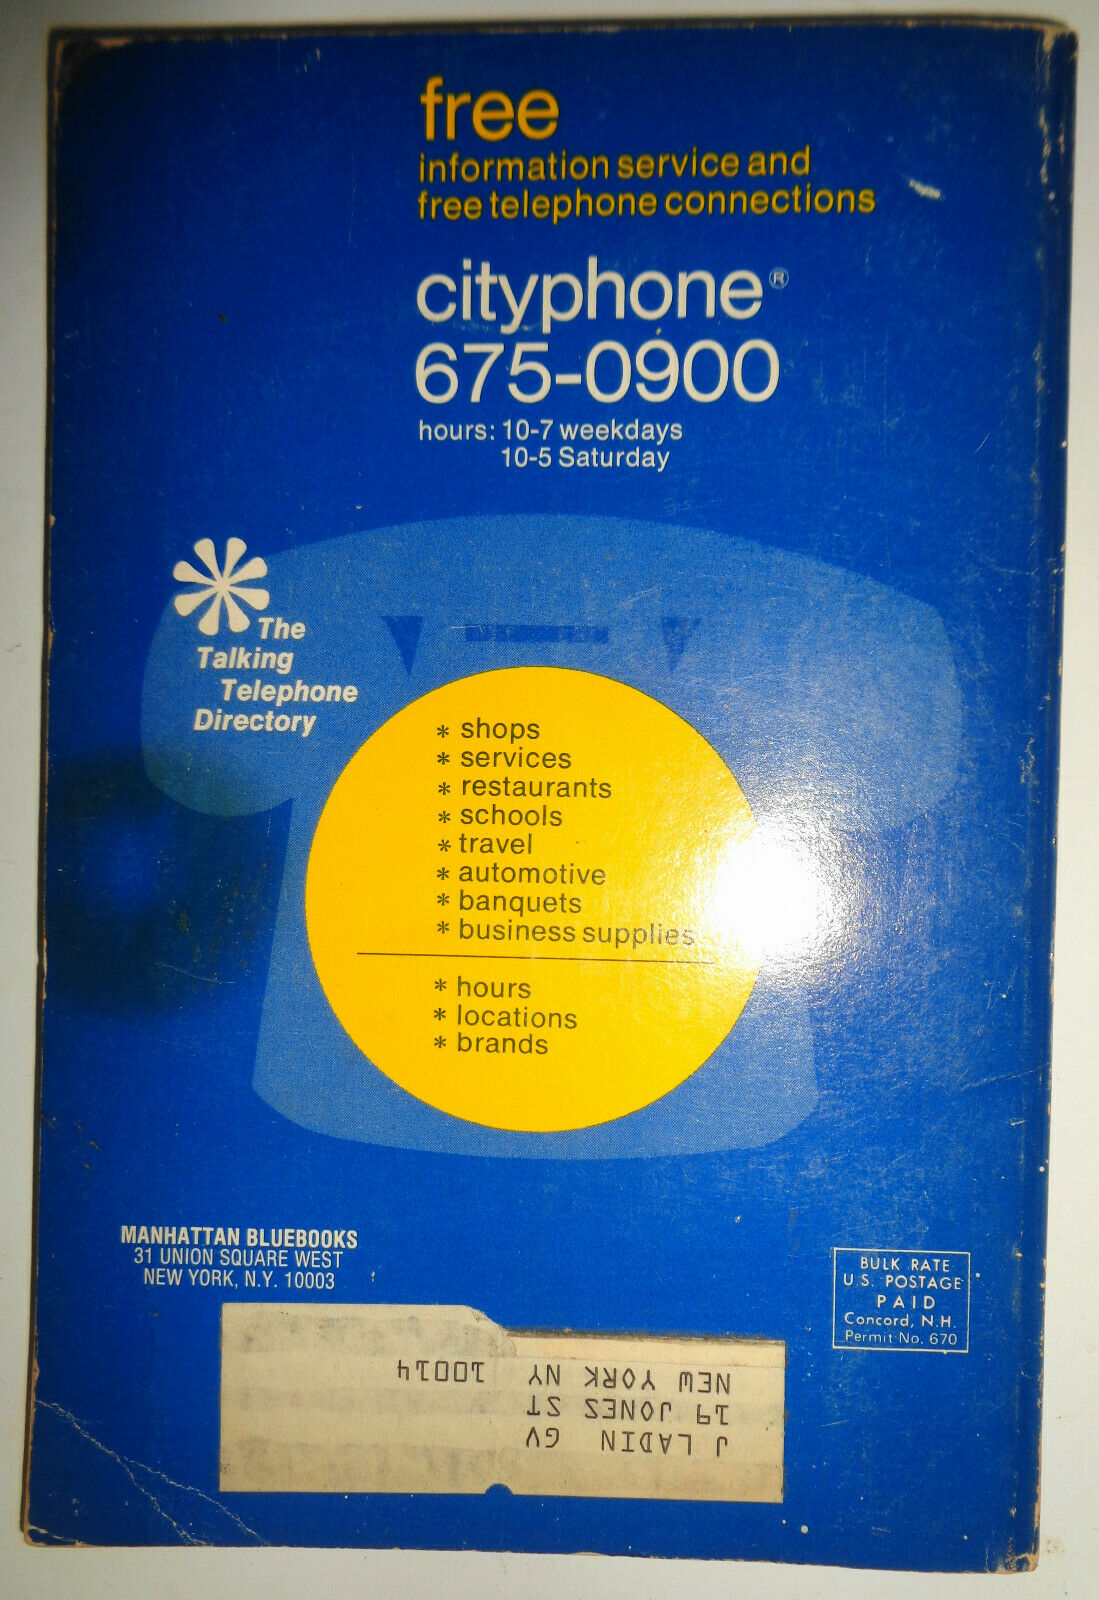 free
information service and
free telephone connections
cityphone®
675-0900
hours: 10-7 weekdays
10-5 Saturday
The
Talking
Telephone
Directory
* shops
* services
* restaurants
* schools
* travel
* automotive
* banquets
* business supplies
* hours
* locations
* brands
MANHATTAN BLUEBOOKS
31 UNION SQUARE WEST
NEW YORK, N.Y. 10003
BULK RATE
U.S. POSTAGE
PAID
Concord, N.H.
Permit No. 670
J LADIN GV
19 JONES ST
NEW YORK NY 10014